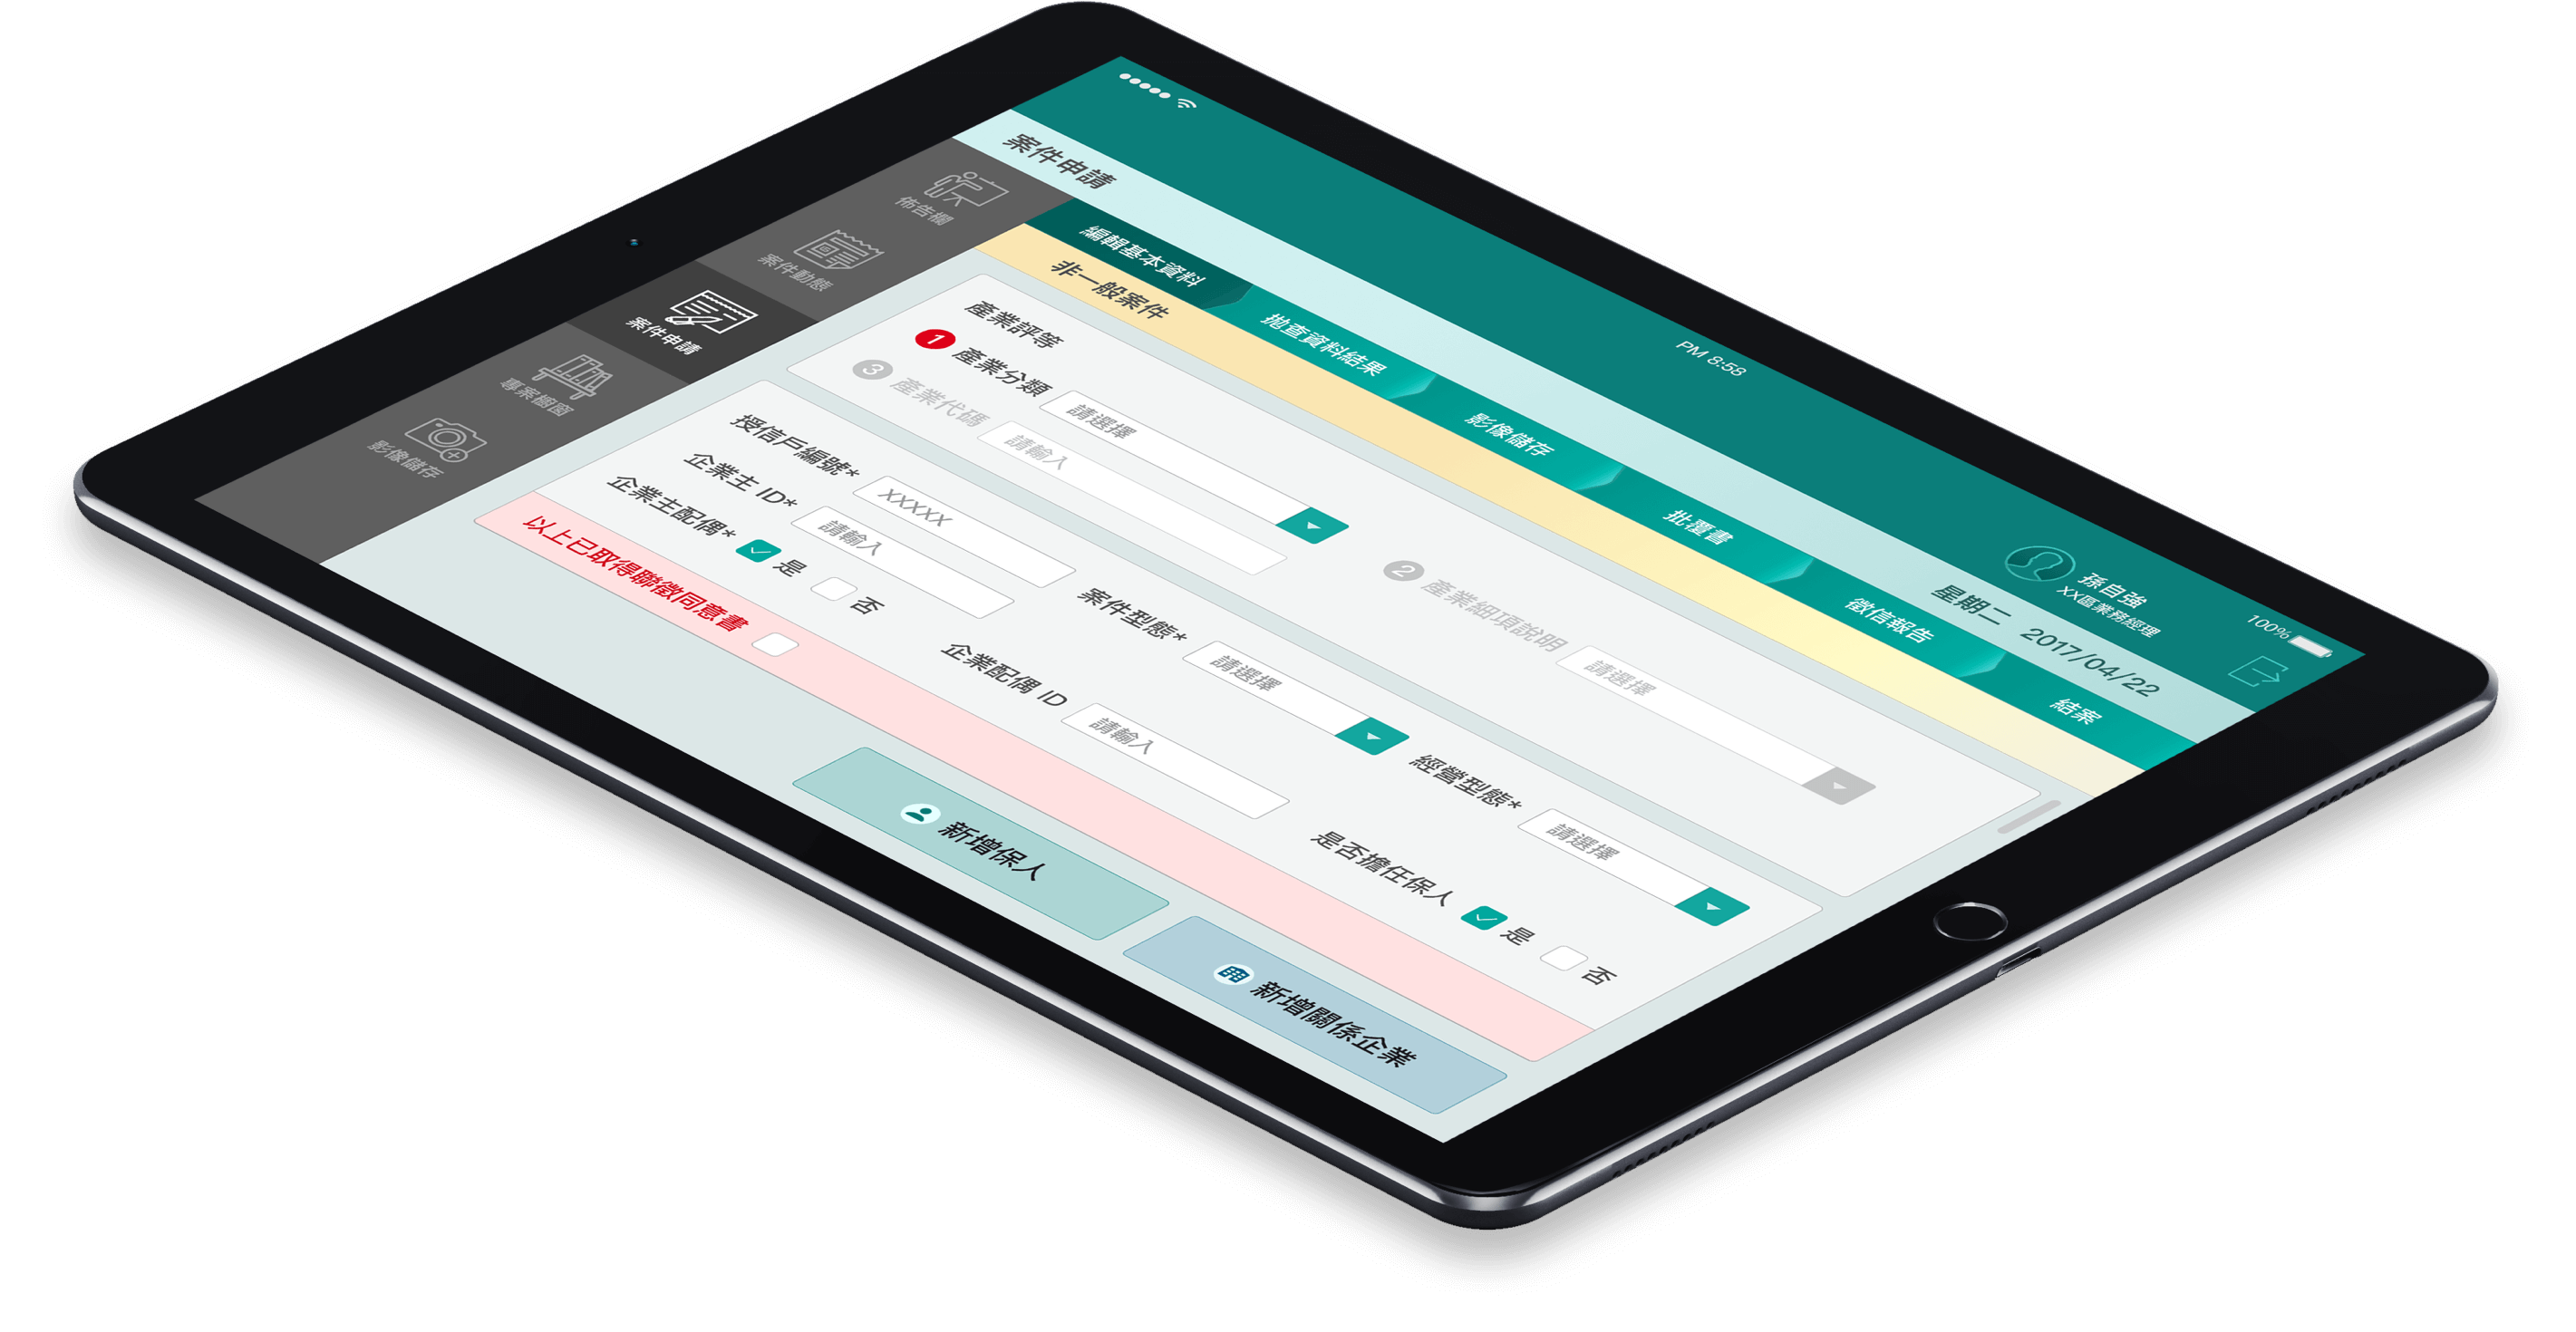 PM 8:58
100%
孫自強
XX區業務經理
案件申請
星期二 2017/04/22
佈告欄
案件動態
案件申請
專案櫥窗
影像儲存
編輯基本資料
拋查資料結果
影像儲存
批覆書
徵信報告
結案
非一般案件
產業評等
1 產業分類 請選擇
2 產業細項說明 請選擇
3 產業代碼 請輸入
授信戶編號* XXXXX
案件型態* 請選擇
經營型態* 請選擇
企業主 ID* 請輸入
企業主配偶* 是 否
企業配偶 ID 請輸入
是否擔任保人 是 否
以上已取得聯徵同意書
新增保人
新增關係企業